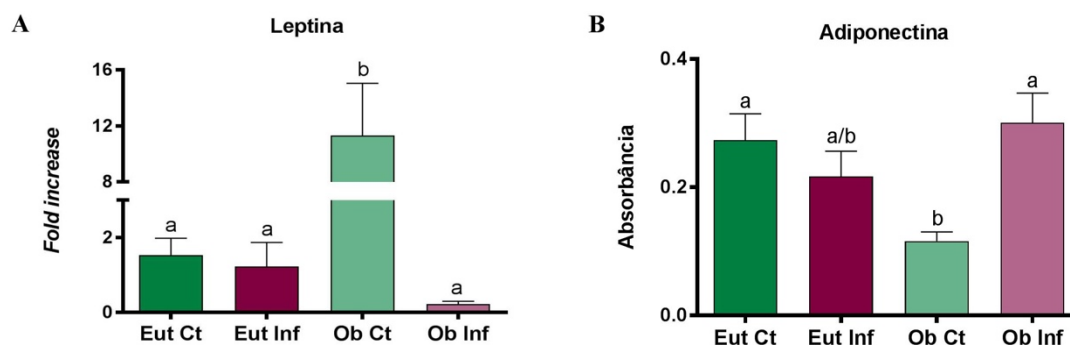 A
Leptina
Fold increase
16
12
8
2
0
a
a
b
a
Eut Ct
Eut Inf
Ob Ct
Ob Inf
B
Adiponectina
Absorbância
0.4
0.2
0.0
a
a/b
b
a
Eut Ct
Eut Inf
Ob Ct
Ob Inf